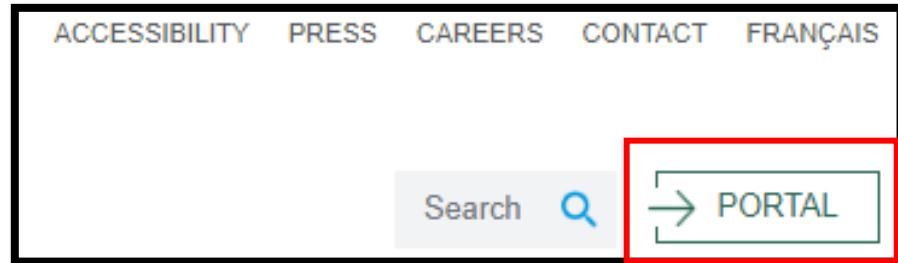 ACCESSIBILITY PRESS CAREERS CONTACT FRANÇAIS
Search PORTAL